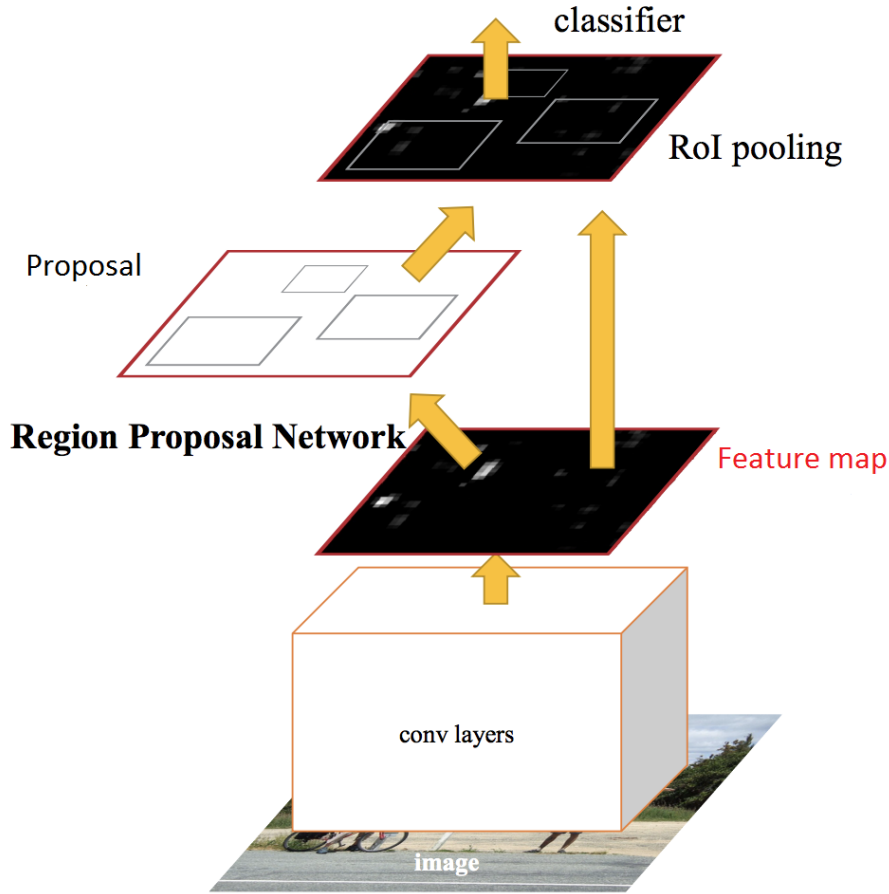 classifier
RoI pooling
Proposal
Region Proposal Network
Feature map
conv layers
image